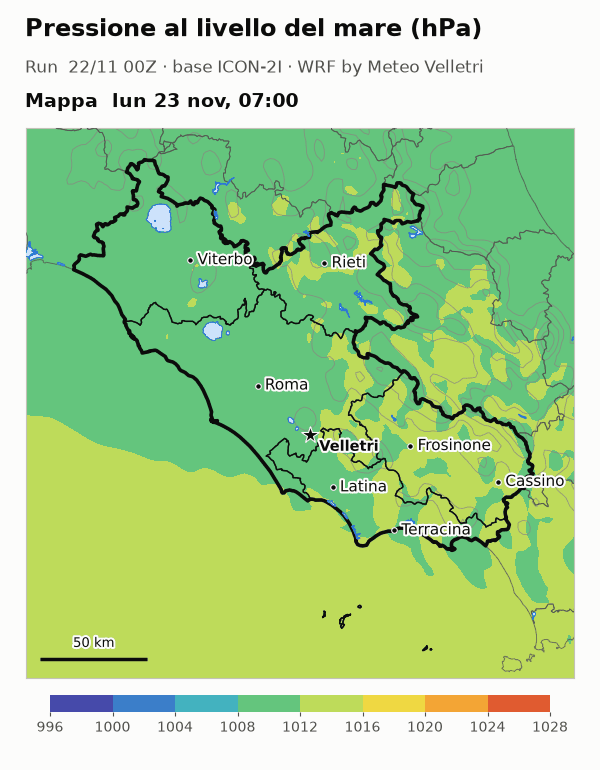 Pressione al livello del mare (hPa)
Run  22/11 00Z · base ICON-2I · WRF by Meteo Velletri
Mappa  lun 23 nov, 07:00
Viterbo
Rieti
Roma
Velletri
Frosinone
Latina
Cassino
Terracina
50 km
996 1000 1004 1008 1012 1016 1020 1024 1028